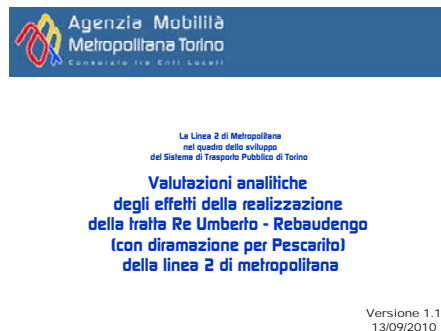 Agenzia Mobilità
Metropolitana Torino
Consorzio fra Enti Locali
La Linea 2 di Metropolitana
nel quadro dello sviluppo
del Sistema di Trasporto Pubblico di Torino
Valutazioni analitiche
degli effetti della realizzazione
della tratta Re Umberto - Rebaudengo
(con diramazione per Pescarito)
della linea 2 di metropolitana
Versione 1.1
13/09/2010